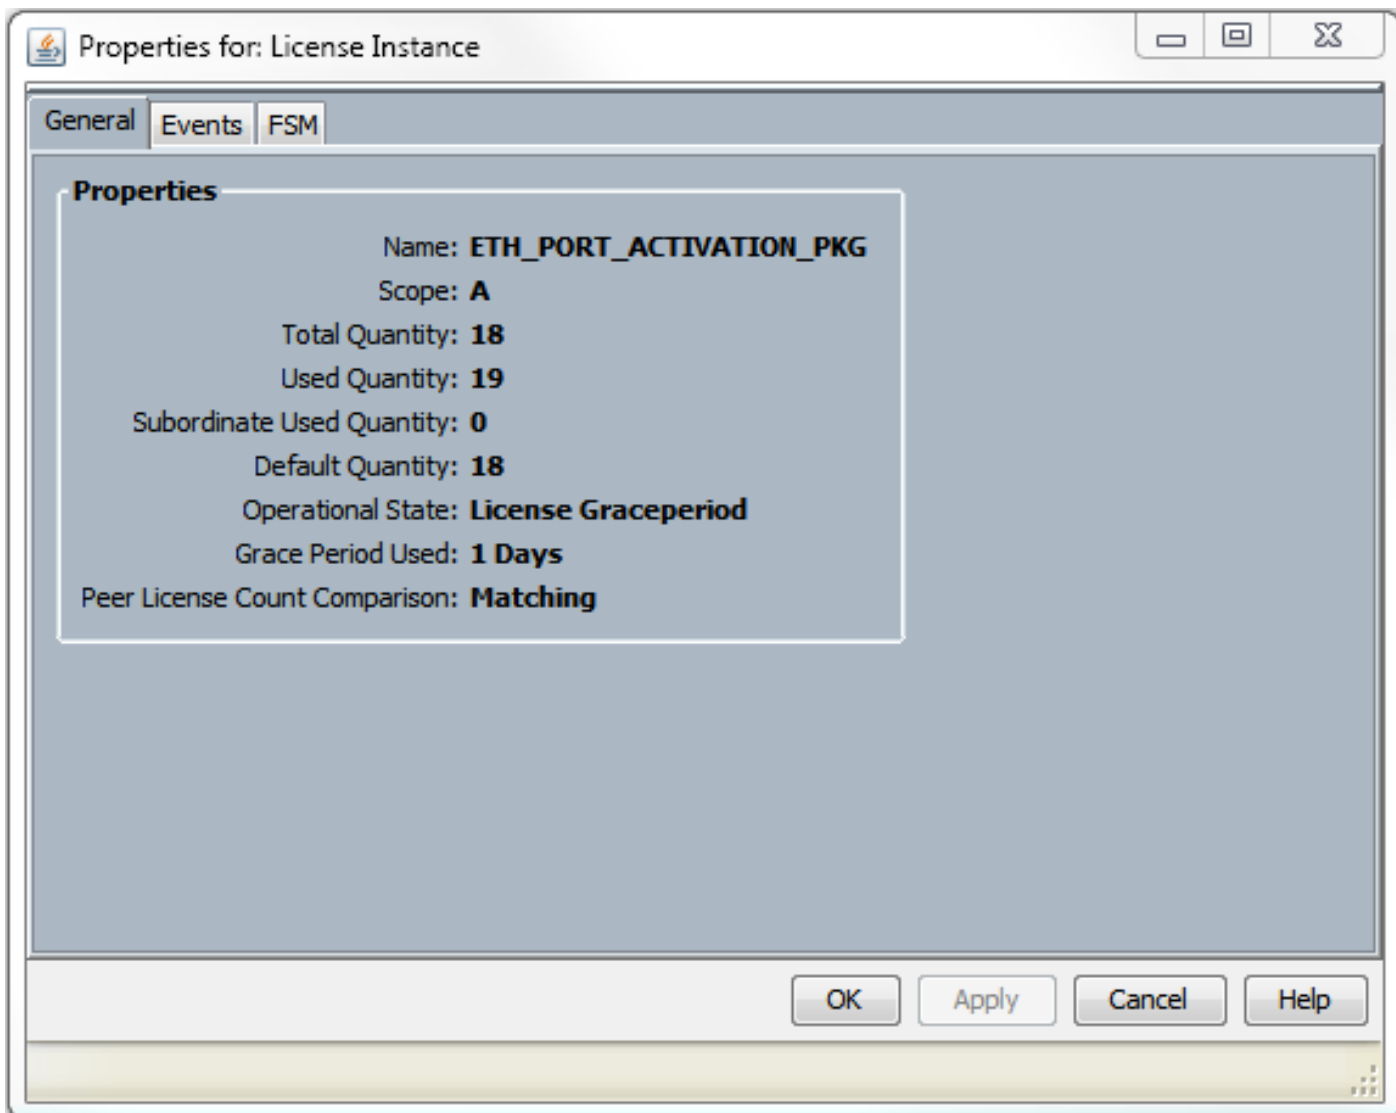 Properties for: License Instance
General Events FSM
Properties
Name: ETH_PORT_ACTIVATION_PKG
Scope: A
Total Quantity: 18
Used Quantity: 19
Subordinate Used Quantity: 0
Default Quantity: 18
Operational State: License Graceperiod
Grace Period Used: 1 Days
Peer License Count Comparison: Matching
OK Apply Cancel Help